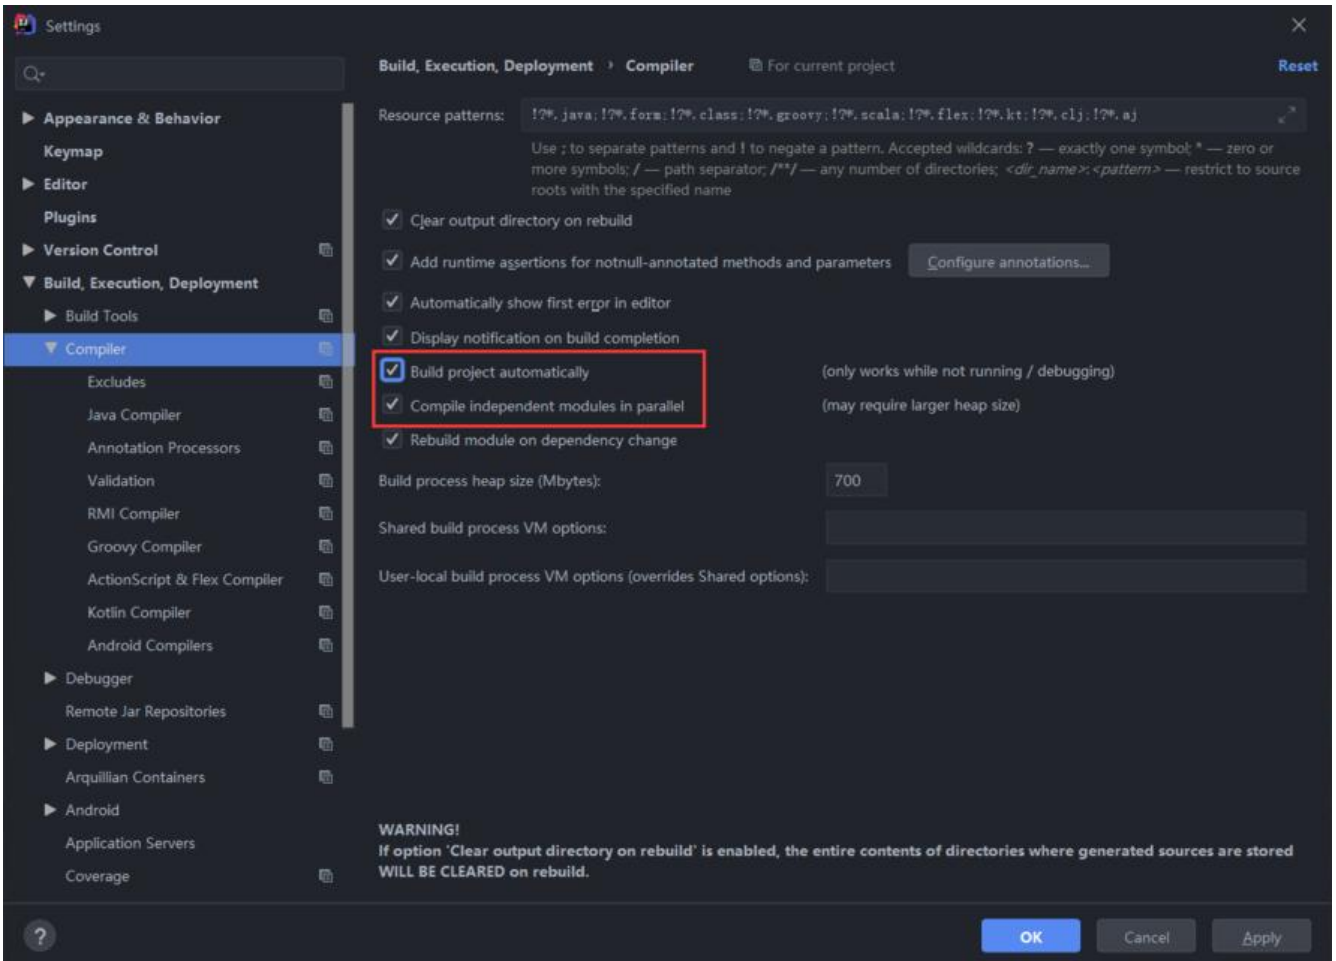 Settings
Appearance & Behavior
Keymap
Editor
Plugins
Version Control
Build, Execution, Deployment
Build Tools
Compiler
Excludes
Java Compiler
Annotation Processors
Validation
RMI Compiler
Groovy Compiler
ActionScript & Flex Compiler
Kotlin Compiler
Android Compilers
Debugger
Remote Jar Repositories
Deployment
Arquillian Containers
Android
Application Servers
Coverage
Build, Execution, Deployment › Compiler For current project Reset
Resource patterns: !?*.java;!?*.form;!?*.class;!?*.groovy;!?*.scala;!?*.flex;!?*.kt;!?*.clj;!?*.aj
Use ; to separate patterns and ! to negate a pattern. Accepted wildcards: ? — exactly one symbol; * — zero or
more symbols; / — path separator; /**/ — any number of directories; <dir_name>:<pattern> — restrict to source
roots with the specified name
Clear output directory on rebuild
Add runtime assertions for notnull-annotated methods and parameters Configure annotations...
Automatically show first error in editor
Display notification on build completion
Build project automatically (only works while not running / debugging)
Compile independent modules in parallel (may require larger heap size)
Rebuild module on dependency change
Build process heap size (Mbytes): 700
Shared build process VM options:
User-local build process VM options (overrides Shared options):
WARNING!
If option 'Clear output directory on rebuild' is enabled, the entire contents of directories where generated sources are stored
WILL BE CLEARED on rebuild.
? OK Cancel Apply